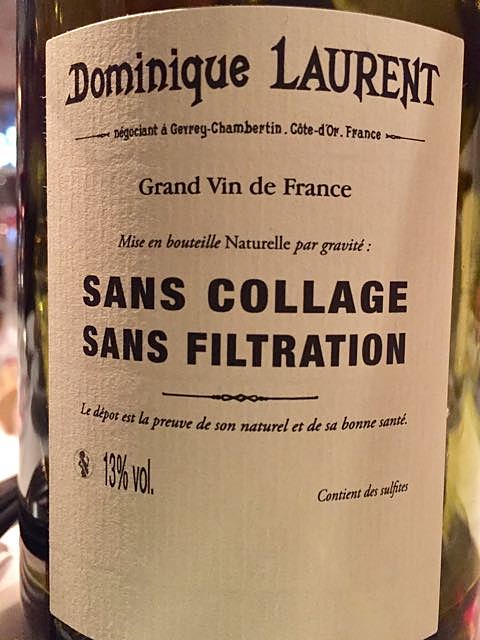 Dominique LAURENT
négociant à Gevrey-Chambertin . Côte-d'Or . France
Grand Vin de France
Mise en bouteille Naturelle par gravité :
SANS COLLAGE
SANS FILTRATION
Le dépot est la preuve de son naturel et de sa bonne santé.
13% vol.
Contient des sulfites